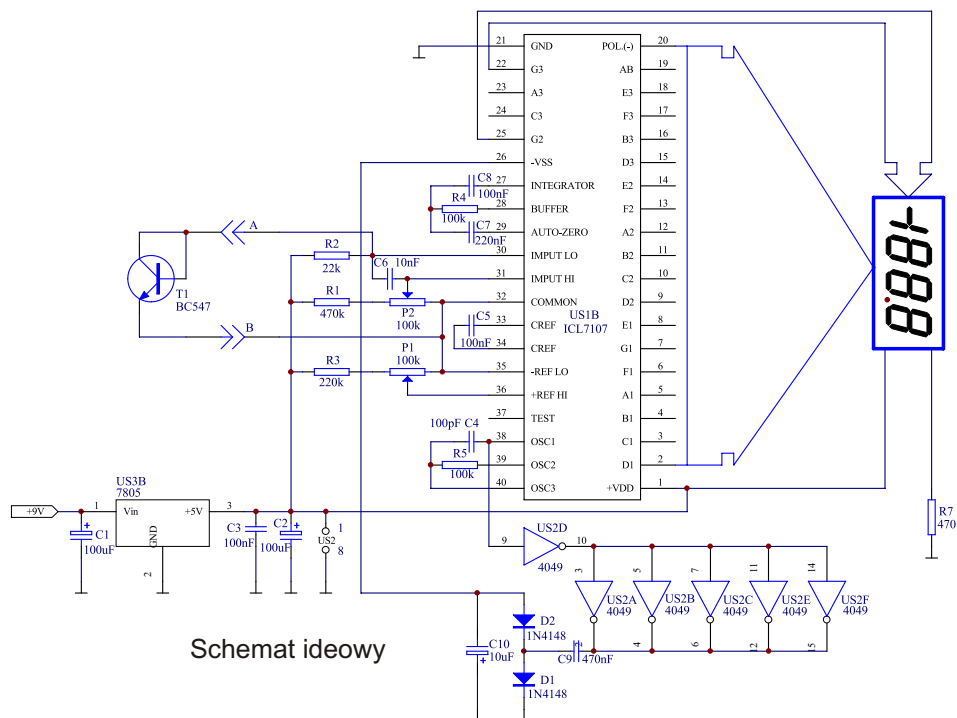 21 GND POL.(-) 20
22 G3 AB 19
23 A3 E3 18
24 C3 F3 17
25 G2 B3 16
26 -VSS D3 15
27 INTEGRATOR E2 14
28 BUFFER F2 13
29 AUTO-ZERO A2 12
30 IMPUT LO B2 11
31 IMPUT HI C2 10
32 COMMON D2 9
33 CREF E1 8
34 CREF G1 7
35 -REF LO F1 6
36 +REF HI A1 5
37 TEST B1 4
38 OSC1 C1 3
39 OSC2 D1 2
40 OSC3 +VDD 1
US1B
ICL7107
C8
100nF
R4
100k
C7
220nF
A
R2
22k
C6 10nF
T1
BC547
R1
470k
P2
100k
C5
100nF
B
R3
220k
P1
100k
100pF C4
R5
100k
-188.8
R7
470
+9V
1
US3B
7805
Vin
+5V
GND
3
2
C1
100uF
C3
100nF
C2
100uF
1
US2
8
US2D
9
10
4049
3
US2A
4049
2
5
US2B
4049
4
7
US2C
4049
6
11
US2E
4049
12
14
US2F
4049
15
D2
1N4148
C9 470nF
C10
10uF
D1
1N4148
Schemat ideowy